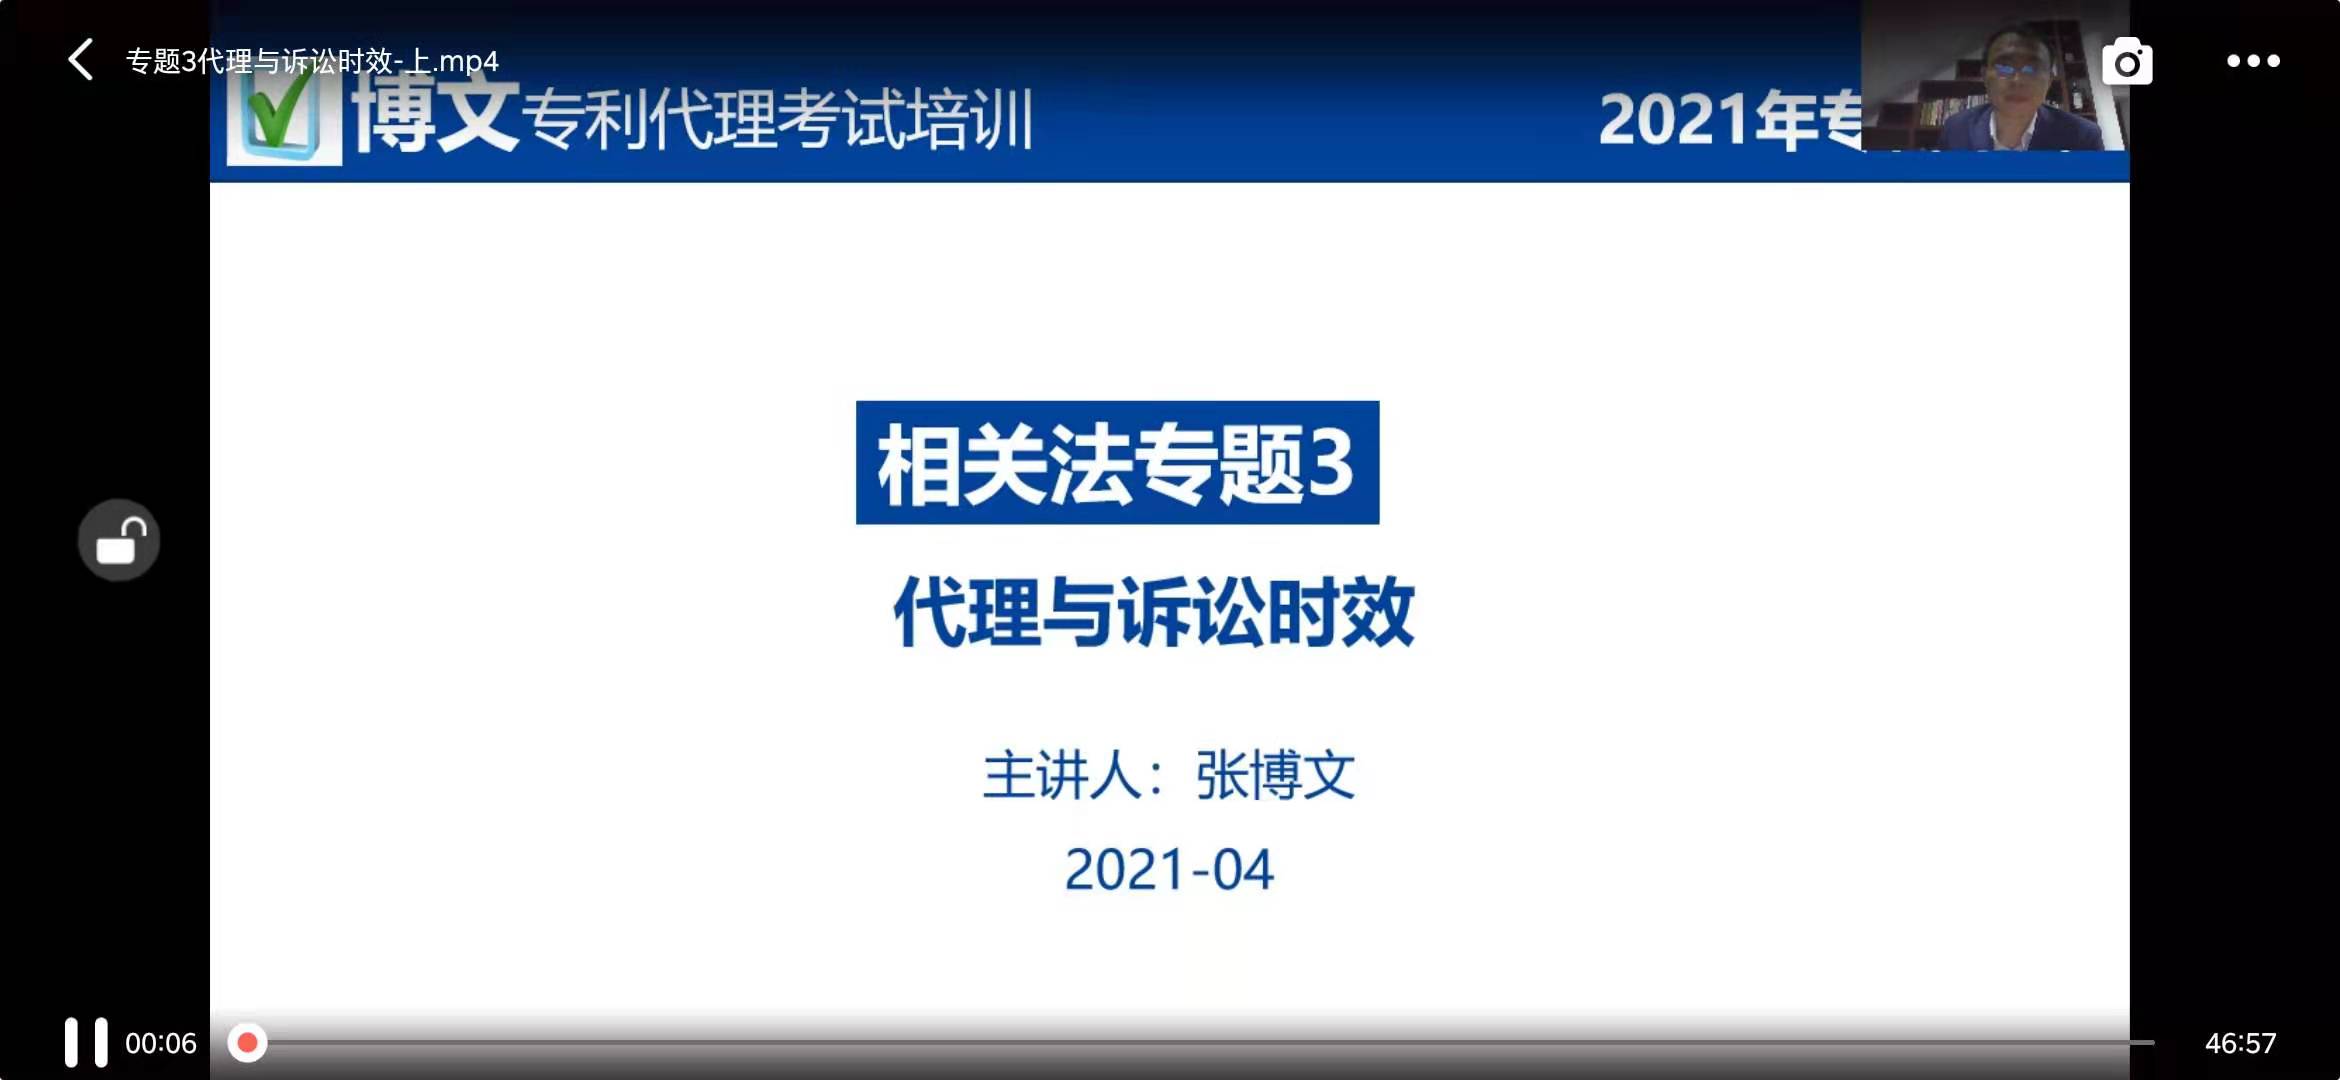 专题3代理与诉讼时效-上.mp4
博文专利代理考试培训
2021年专
相关法专题3
代理与诉讼时效
主讲人：张博文
2021-04
00:06
46:57